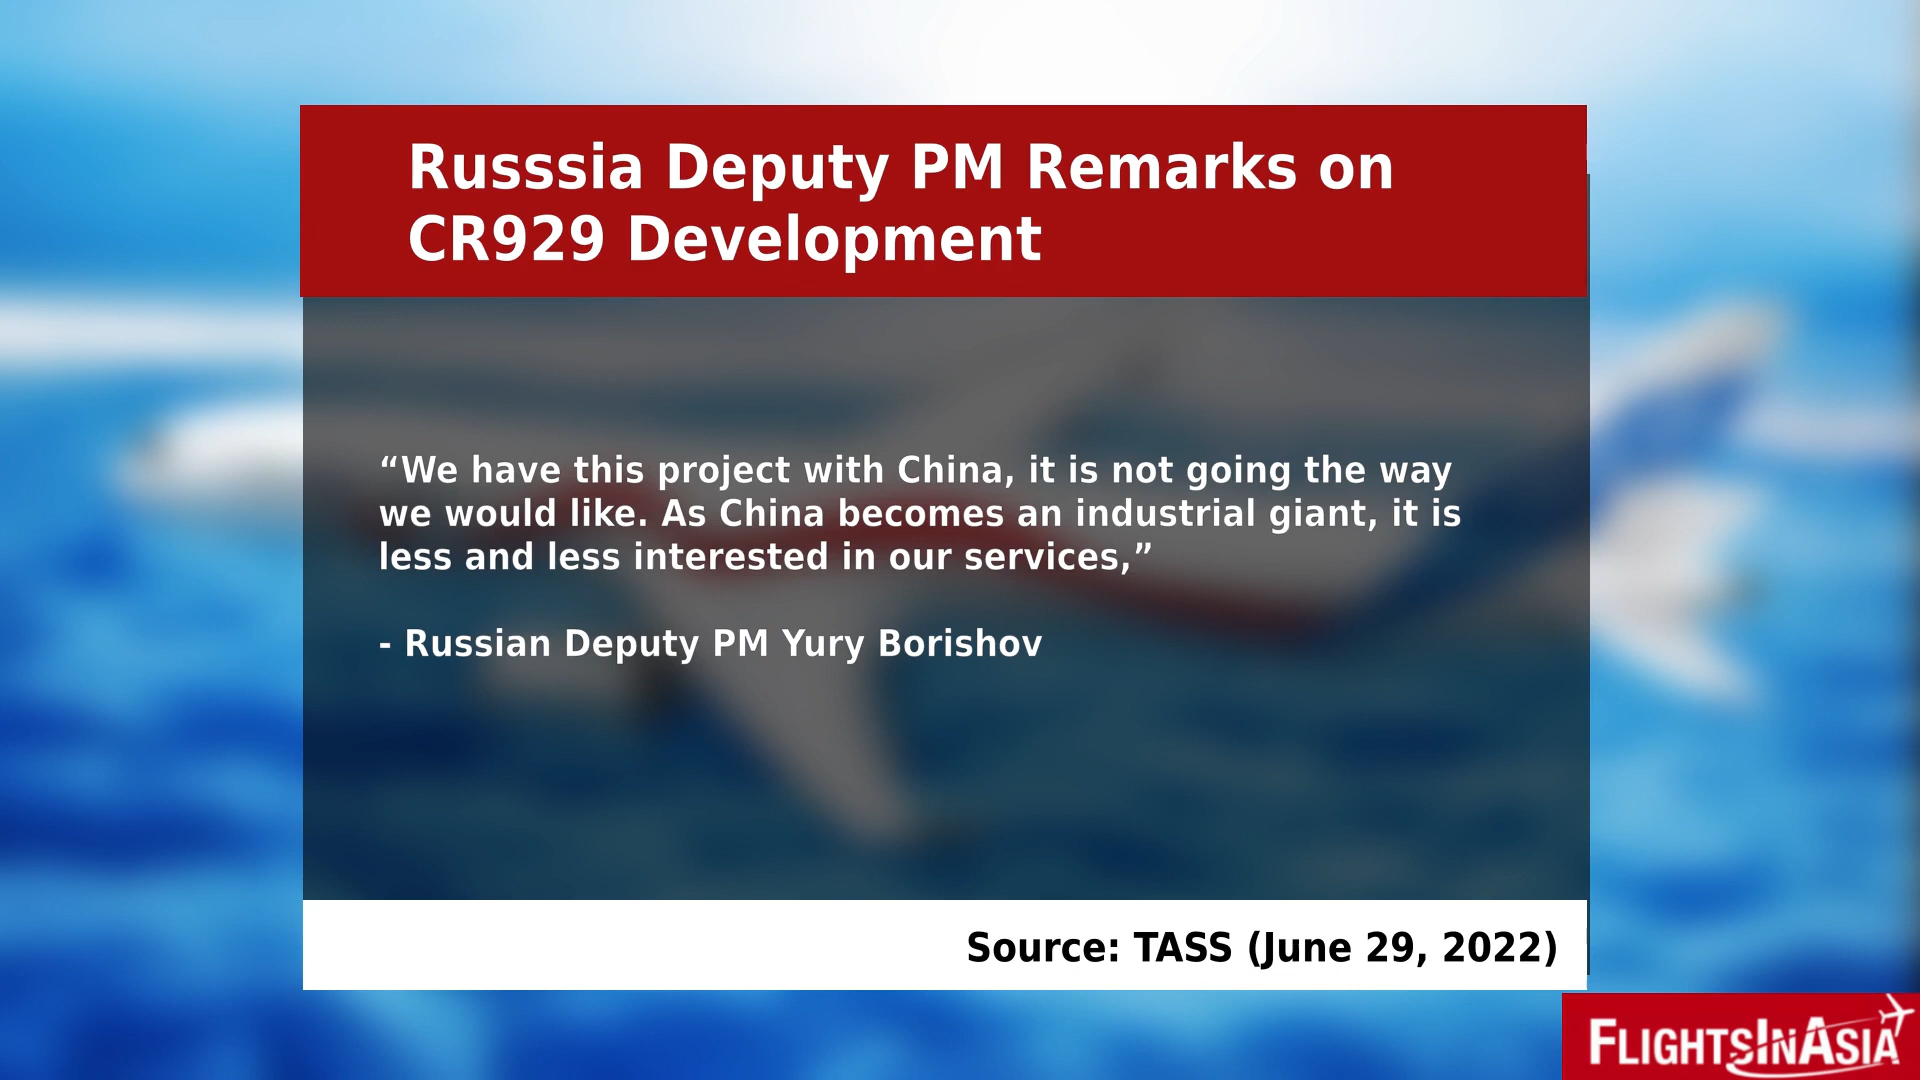 Russsia Deputy PM Remarks on
CR929 Development
“We have this project with China, it is not going the way
we would like. As China becomes an industrial giant, it is
less and less interested in our services,”
- Russian Deputy PM Yury Borishov
Source: TASS (June 29, 2022)
FLIGHTSINASIA